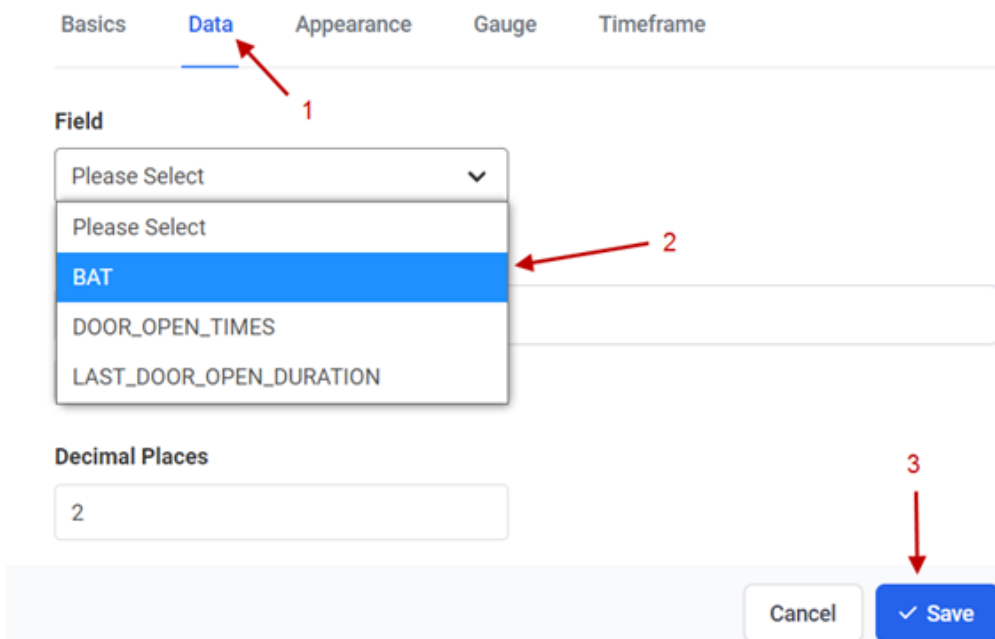 Basics Data Appearance Gauge Timeframe
1
Field
Please Select
Please Select
2
BAT
DOOR_OPEN_TIMES
LAST_DOOR_OPEN_DURATION
Decimal Places
3
2
Cancel Save